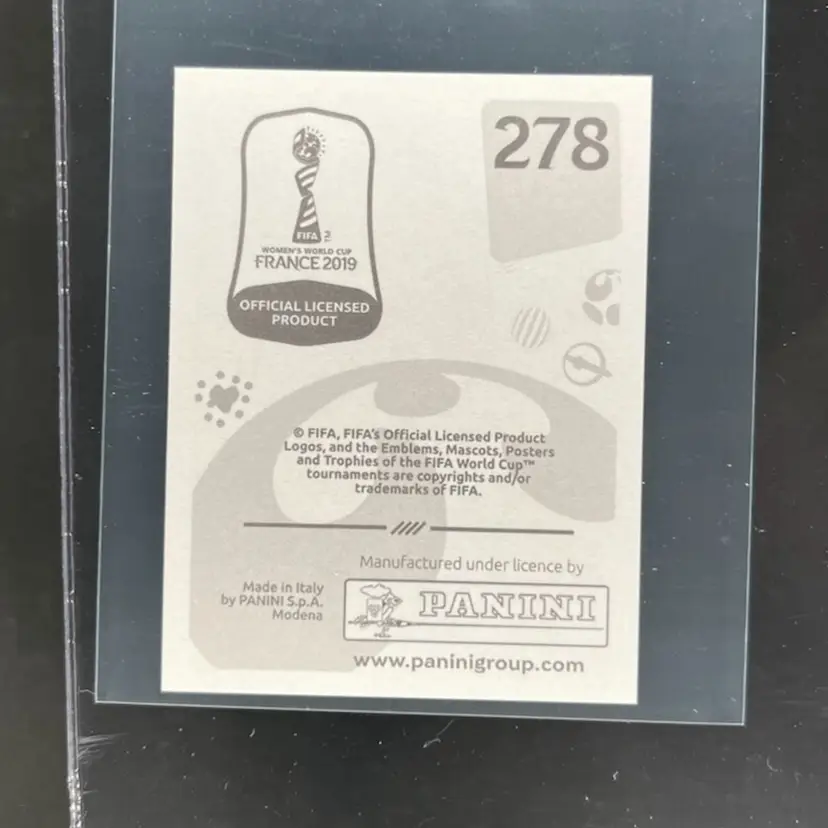 278
FIFA
TM
WOMEN'S WORLD CUP
FRANCE 2019
OFFICIAL LICENSED
PRODUCT
© FIFA, FIFA's Official Licensed Product
Logos, and the Emblems, Mascots, Posters
and Trophies of the FIFA World Cup™
tournaments are copyrights and/or
trademarks of FIFA.
Manufactured under licence by
Made in Italy
by PANINI S.p.A.
Modena
PANINI
www.paninigroup.com